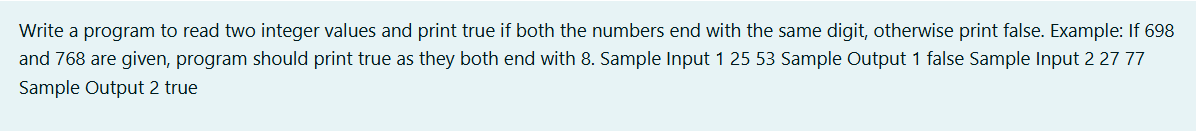 Write a program to read two integer values and print true if both the numbers end with the same digit, otherwise print false. Example: If 698
and 768 are given, program should print true as they both end with 8. Sample Input 1 25 53 Sample Output 1 false Sample Input 2 27 77
Sample Output 2 true